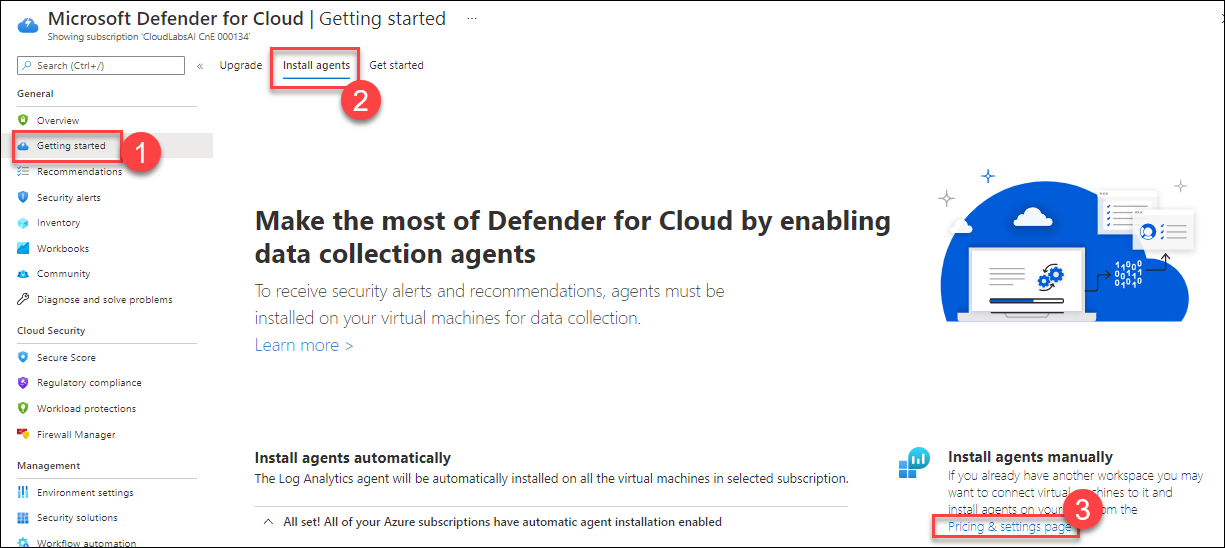 Microsoft Defender for Cloud | Getting started ...
Showing subscription 'CloudLabsAI CnE 000134'
Search (Ctrl+/)
«
Upgrade
Install agents
Get started
2
General
Overview
Getting started
1
Recommendations
Security alerts
Inventory
Workbooks
Community
Diagnose and solve problems
Cloud Security
Secure Score
Regulatory compliance
Workload protections
Firewall Manager
Management
Environment settings
Security solutions
Workflow automation
Make the most of Defender for Cloud by enabling
data collection agents
To receive security alerts and recommendations, agents must be
installed on your virtual machines for data collection.
Learn more >
11000
01011
00010
Install agents automatically
The Log Analytics agent will be automatically installed on all the virtual machines in selected subscription.
All set! All of your Azure subscriptions have automatic agent installation enabled
Install agents manually
If you already have another workspace you may
want to connect virtual machines to it and
install agents on your from the
Pricing & settings page
3